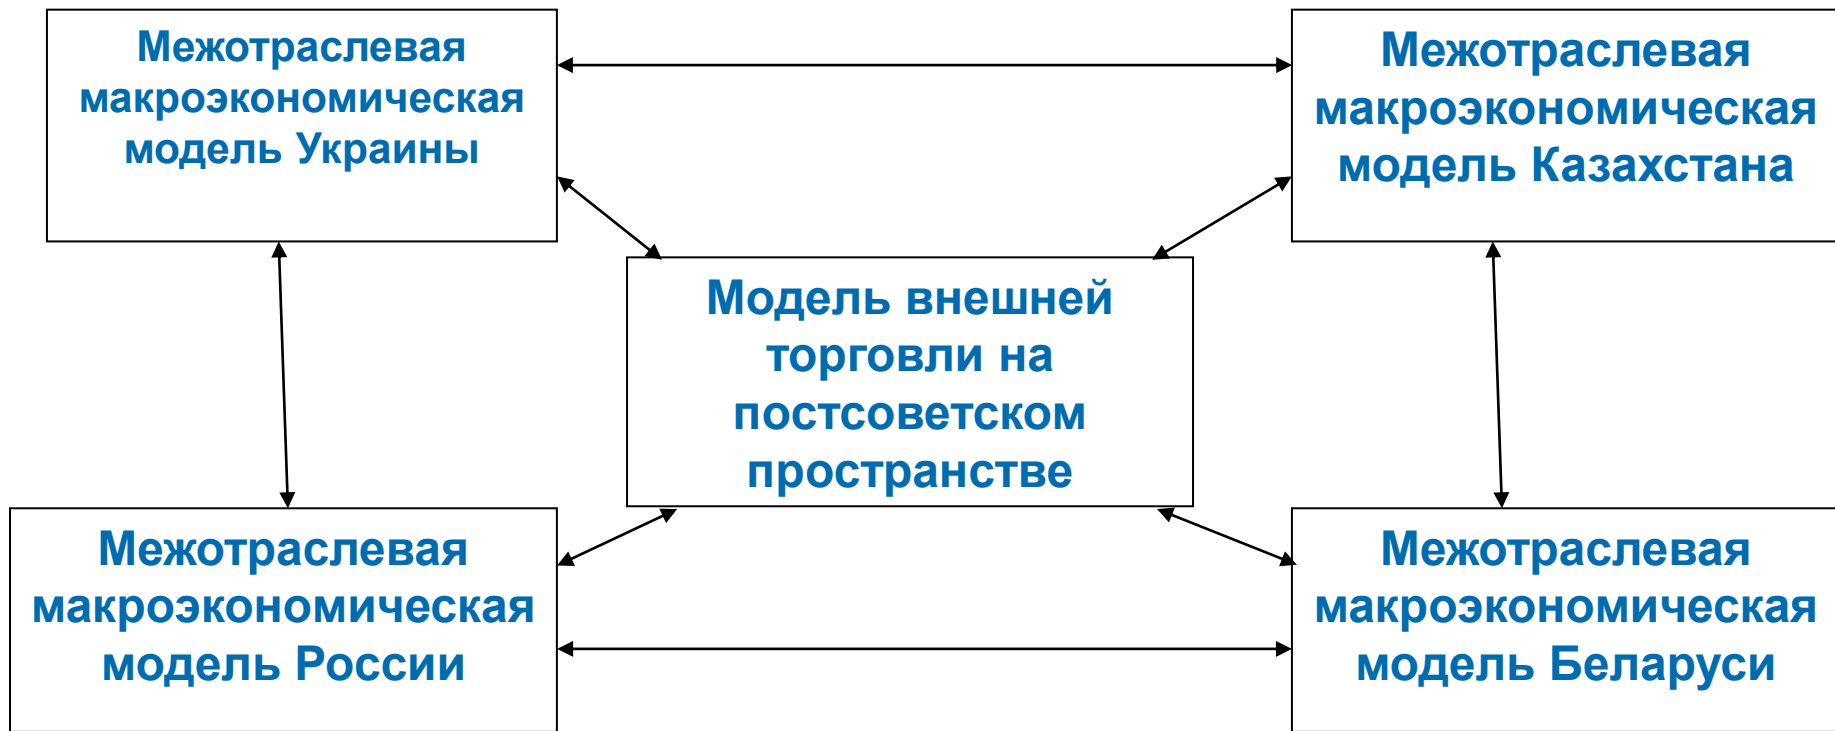 Межотраслевая
макроэкономическая
модель Украины
Межотраслевая
макроэкономическая
модель Казахстана
Модель внешней
торговли на
постсоветском
пространстве
Межотраслевая
макроэкономическая
модель России
Межотраслевая
макроэкономическая
модель Беларуси